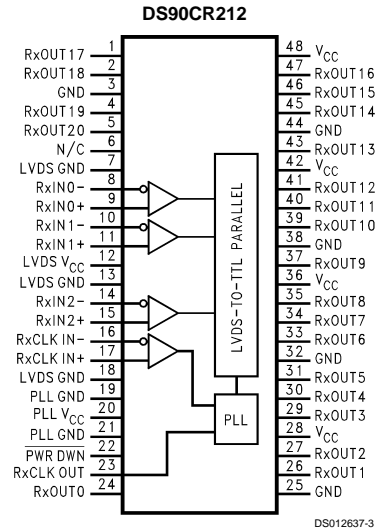 DS90CR212
RxOUT17 1
RxOUT18 2
GND 3
RxOUT19 4
RxOUT20 5
N/C 6
LVDS GND 7
RxIN0- 8
RxIN0+ 9
RxIN1- 10
RxIN1+ 11
LVDS VCC 12
LVDS GND 13
RxIN2- 14
RxIN2+ 15
RxCLK IN- 16
RxCLK IN+ 17
LVDS GND 18
PLL GND 19
PLL VCC 20
PLL GND 21
PWR DWN 22
RxCLK OUT 23
RxOUT0 24
LVDS-TO-TTL PARALLEL
PLL
48 VCC
47 RxOUT16
46 RxOUT15
45 RxOUT14
44 GND
43 RxOUT13
42 VCC
41 RxOUT12
40 RxOUT11
39 RxOUT10
38 GND
37 RxOUT9
36 VCC
35 RxOUT8
34 RxOUT7
33 RxOUT6
32 GND
31 RxOUT5
30 RxOUT4
29 RxOUT3
28 VCC
27 RxOUT2
26 RxOUT1
25 GND
DS012637-3